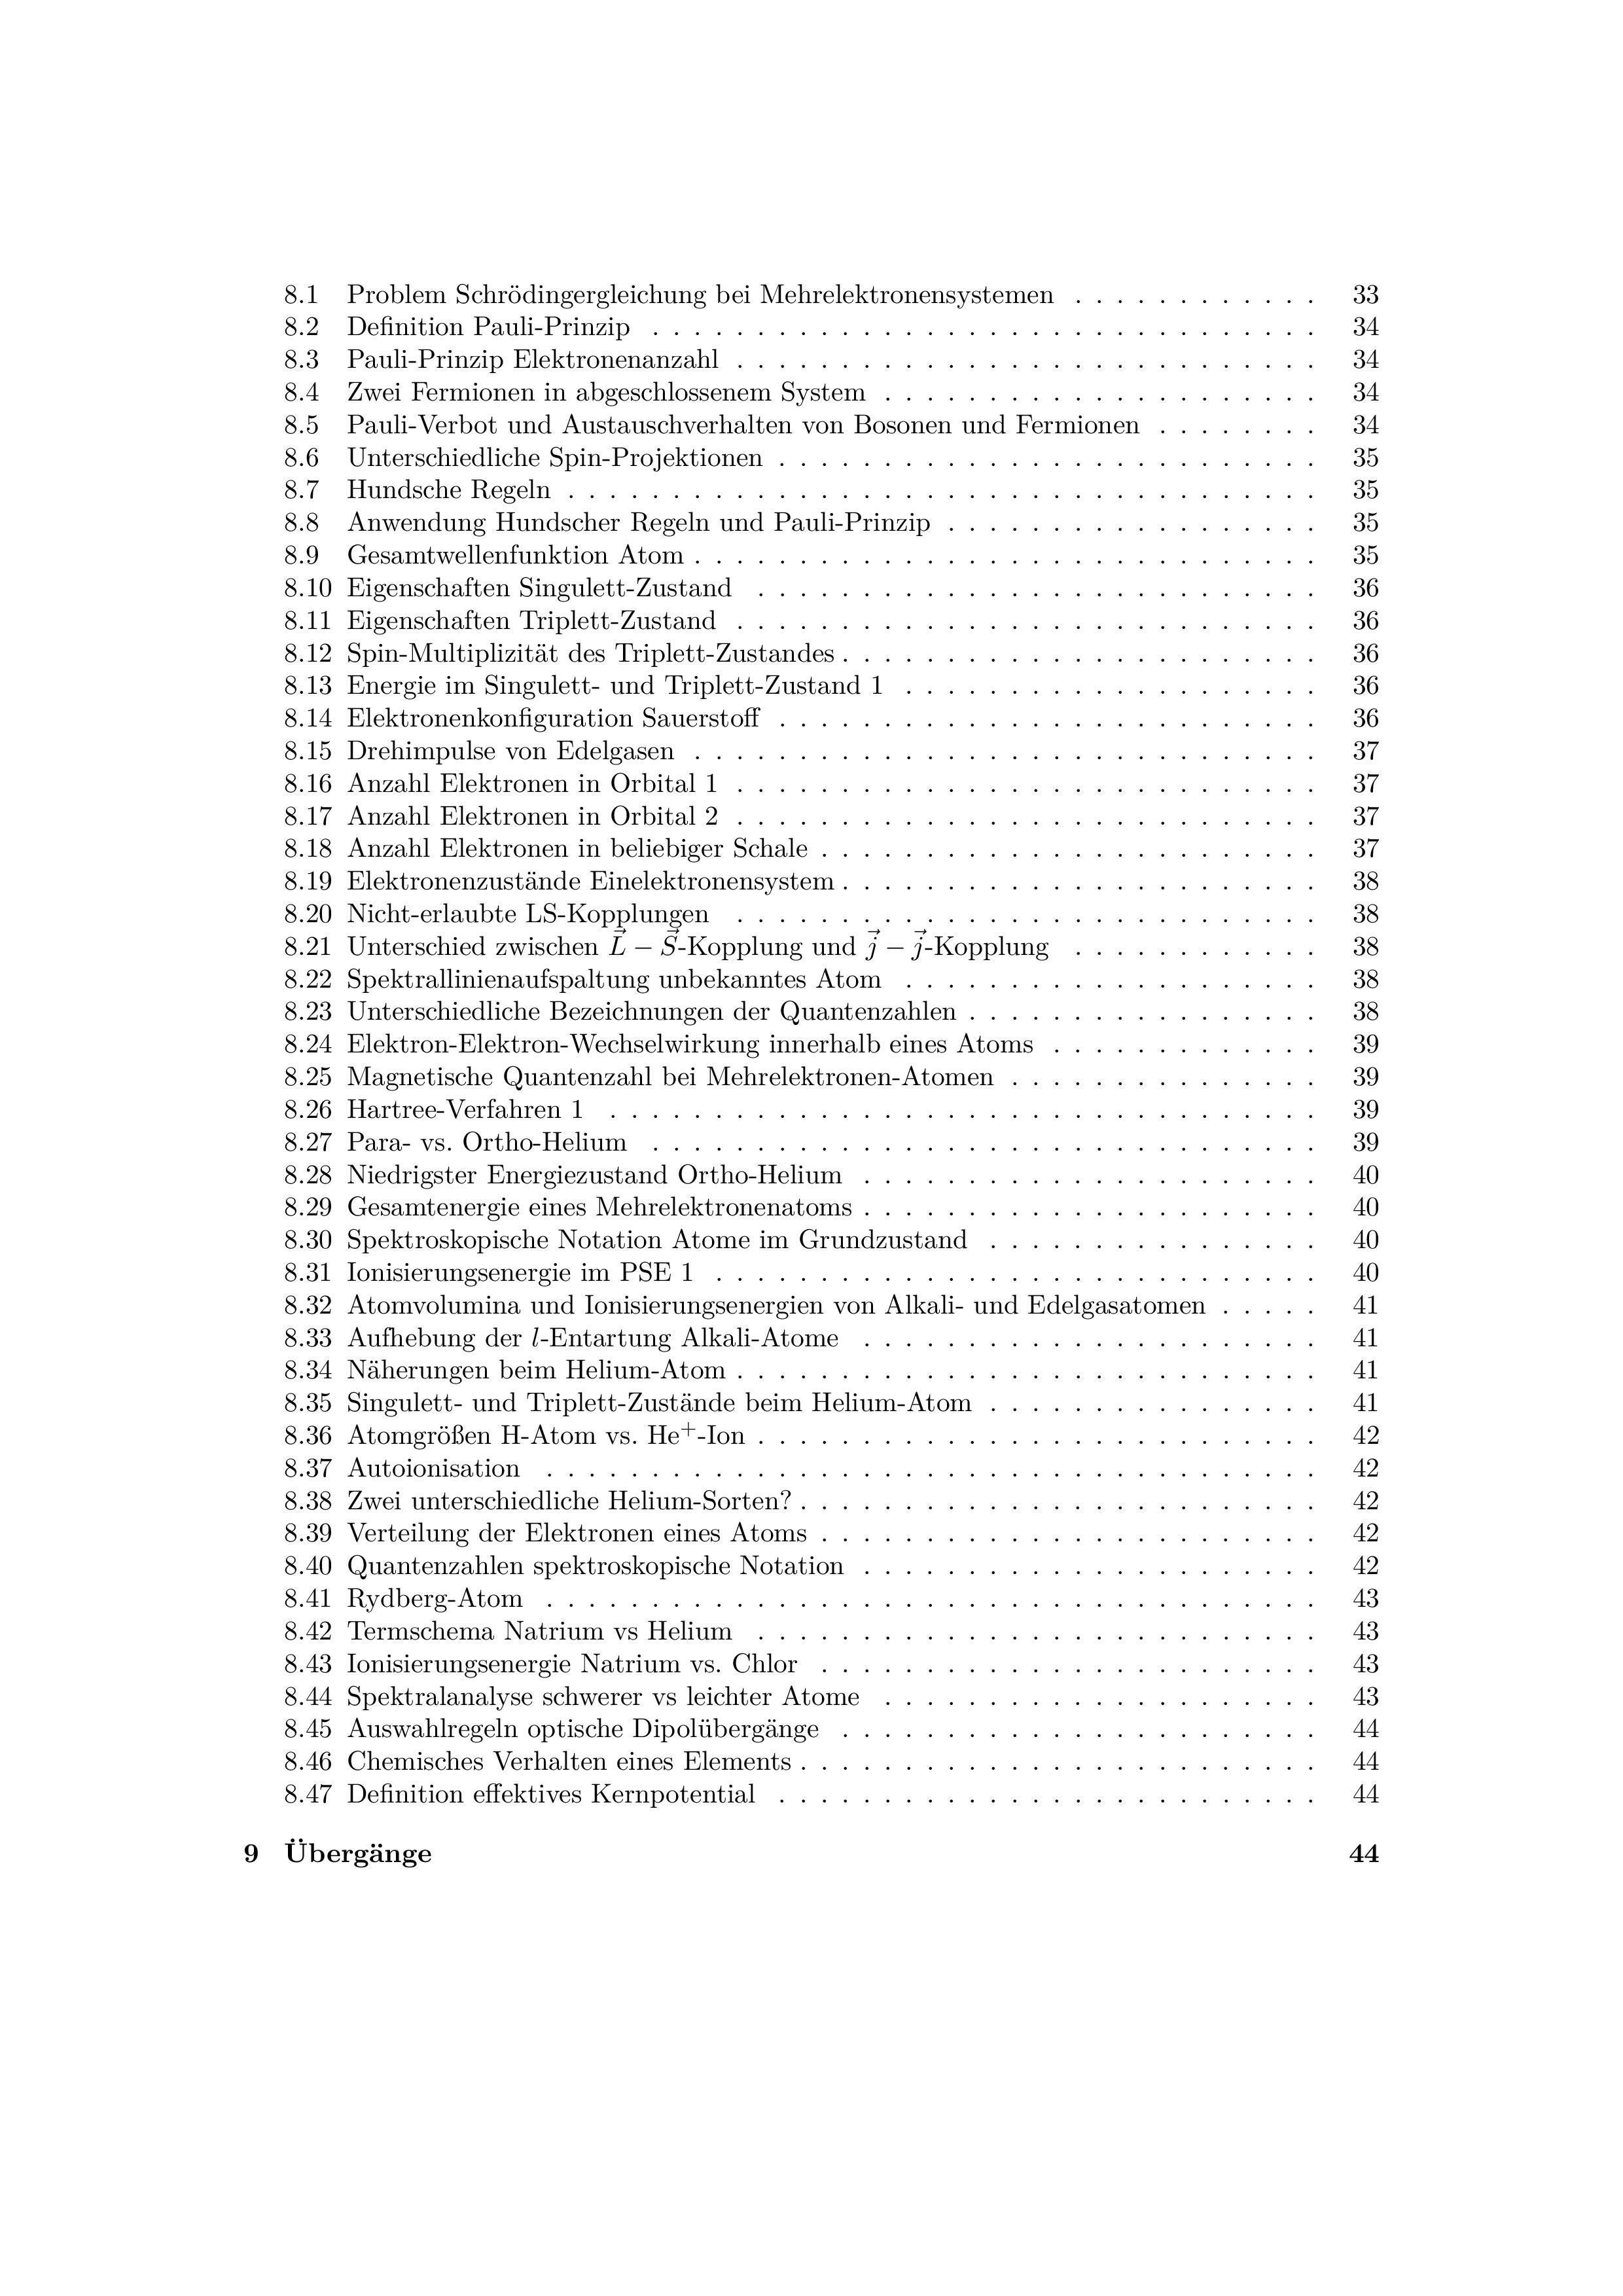 8.1 Problem Schrödingergleichung bei Mehrelektronensystemen . . . . . . . . . . . . 33
8.2 Definition Pauli-Prinzip . . . . . . . . . . . . . . . . . . . . . . . . . . . . . . . . 34
8.3 Pauli-Prinzip Elektronenanzahl . . . . . . . . . . . . . . . . . . . . . . . . . . . . 34
8.4 Zwei Fermionen in abgeschlossenem System . . . . . . . . . . . . . . . . . . . . . 34
8.5 Pauli-Verbot und Austauschverhalten von Bosonen und Fermionen . . . . . . . . 34
8.6 Unterschiedliche Spin-Projektionen . . . . . . . . . . . . . . . . . . . . . . . . . . 35
8.7 Hundsche Regeln . . . . . . . . . . . . . . . . . . . . . . . . . . . . . . . . . . . . 35
8.8 Anwendung Hundscher Regeln und Pauli-Prinzip . . . . . . . . . . . . . . . . . . 35
8.9 Gesamtwellenfunktion Atom . . . . . . . . . . . . . . . . . . . . . . . . . . . . . . 35
8.10 Eigenschaften Singulett-Zustand . . . . . . . . . . . . . . . . . . . . . . . . . . . 36
8.11 Eigenschaften Triplett-Zustand . . . . . . . . . . . . . . . . . . . . . . . . . . . . 36
8.12 Spin-Multiplizität des Triplett-Zustandes . . . . . . . . . . . . . . . . . . . . . . . 36
8.13 Energie im Singulett- und Triplett-Zustand 1 . . . . . . . . . . . . . . . . . . . . 36
8.14 Elektronenkonfiguration Sauerstoff . . . . . . . . . . . . . . . . . . . . . . . . . . 36
8.15 Drehimpulse von Edelgasen . . . . . . . . . . . . . . . . . . . . . . . . . . . . . . 37
8.16 Anzahl Elektronen in Orbital 1 . . . . . . . . . . . . . . . . . . . . . . . . . . . . 37
8.17 Anzahl Elektronen in Orbital 2 . . . . . . . . . . . . . . . . . . . . . . . . . . . . 37
8.18 Anzahl Elektronen in beliebiger Schale . . . . . . . . . . . . . . . . . . . . . . . . 37
8.19 Elektronenzustände Einelektronensystem . . . . . . . . . . . . . . . . . . . . . . . 38
8.20 Nicht-erlaubte LS-Kopplungen . . . . . . . . . . . . . . . . . . . . . . . . . . . . 38
8.21 Unterschied zwischen $\vec{L} - \vec{S}$-Kopplung und $\vec{j} - \vec{j}$-Kopplung . . . . . . . . . . . . 38
8.22 Spektrallinienaufspaltung unbekanntes Atom . . . . . . . . . . . . . . . . . . . . 38
8.23 Unterschiedliche Bezeichnungen der Quantenzahlen . . . . . . . . . . . . . . . . . 38
8.24 Elektron-Elektron-Wechselwirkung innerhalb eines Atoms . . . . . . . . . . . . . 39
8.25 Magnetische Quantenzahl bei Mehrelektronen-Atomen . . . . . . . . . . . . . . . 39
8.26 Hartree-Verfahren 1 . . . . . . . . . . . . . . . . . . . . . . . . . . . . . . . . . . 39
8.27 Para- vs. Ortho-Helium . . . . . . . . . . . . . . . . . . . . . . . . . . . . . . . . 39
8.28 Niedrigster Energiezustand Ortho-Helium . . . . . . . . . . . . . . . . . . . . . . 40
8.29 Gesamtenergie eines Mehrelektronenatoms . . . . . . . . . . . . . . . . . . . . . . 40
8.30 Spektroskopische Notation Atome im Grundzustand . . . . . . . . . . . . . . . . 40
8.31 Ionisierungsenergie im PSE 1 . . . . . . . . . . . . . . . . . . . . . . . . . . . . . 40
8.32 Atomvolumina und Ionisierungsenergien von Alkali- und Edelgasatomen . . . . . 41
8.33 Aufhebung der l-Entartung Alkali-Atome . . . . . . . . . . . . . . . . . . . . . . 41
8.34 Näherungen beim Helium-Atom . . . . . . . . . . . . . . . . . . . . . . . . . . . . 41
8.35 Singulett- und Triplett-Zustände beim Helium-Atom . . . . . . . . . . . . . . . . 41
8.36 Atomgrößen H-Atom vs. He⁺-Ion . . . . . . . . . . . . . . . . . . . . . . . . . . . 42
8.37 Autoionisation . . . . . . . . . . . . . . . . . . . . . . . . . . . . . . . . . . . . . 42
8.38 Zwei unterschiedliche Helium-Sorten? . . . . . . . . . . . . . . . . . . . . . . . . . 42
8.39 Verteilung der Elektronen eines Atoms . . . . . . . . . . . . . . . . . . . . . . . . 42
8.40 Quantenzahlen spektroskopische Notation . . . . . . . . . . . . . . . . . . . . . . 42
8.41 Rydberg-Atom . . . . . . . . . . . . . . . . . . . . . . . . . . . . . . . . . . . . . 43
8.42 Termschema Natrium vs Helium . . . . . . . . . . . . . . . . . . . . . . . . . . . 43
8.43 Ionisierungsenergie Natrium vs. Chlor . . . . . . . . . . . . . . . . . . . . . . . . 43
8.44 Spektralanalyse schwerer vs leichter Atome . . . . . . . . . . . . . . . . . . . . . 43
8.45 Auswahlregeln optische Dipolübergänge . . . . . . . . . . . . . . . . . . . . . . . 44
8.46 Chemisches Verhalten eines Elements . . . . . . . . . . . . . . . . . . . . . . . . . 44
8.47 Definition effektives Kernpotential . . . . . . . . . . . . . . . . . . . . . . . . . . 44
9 Übergänge 44